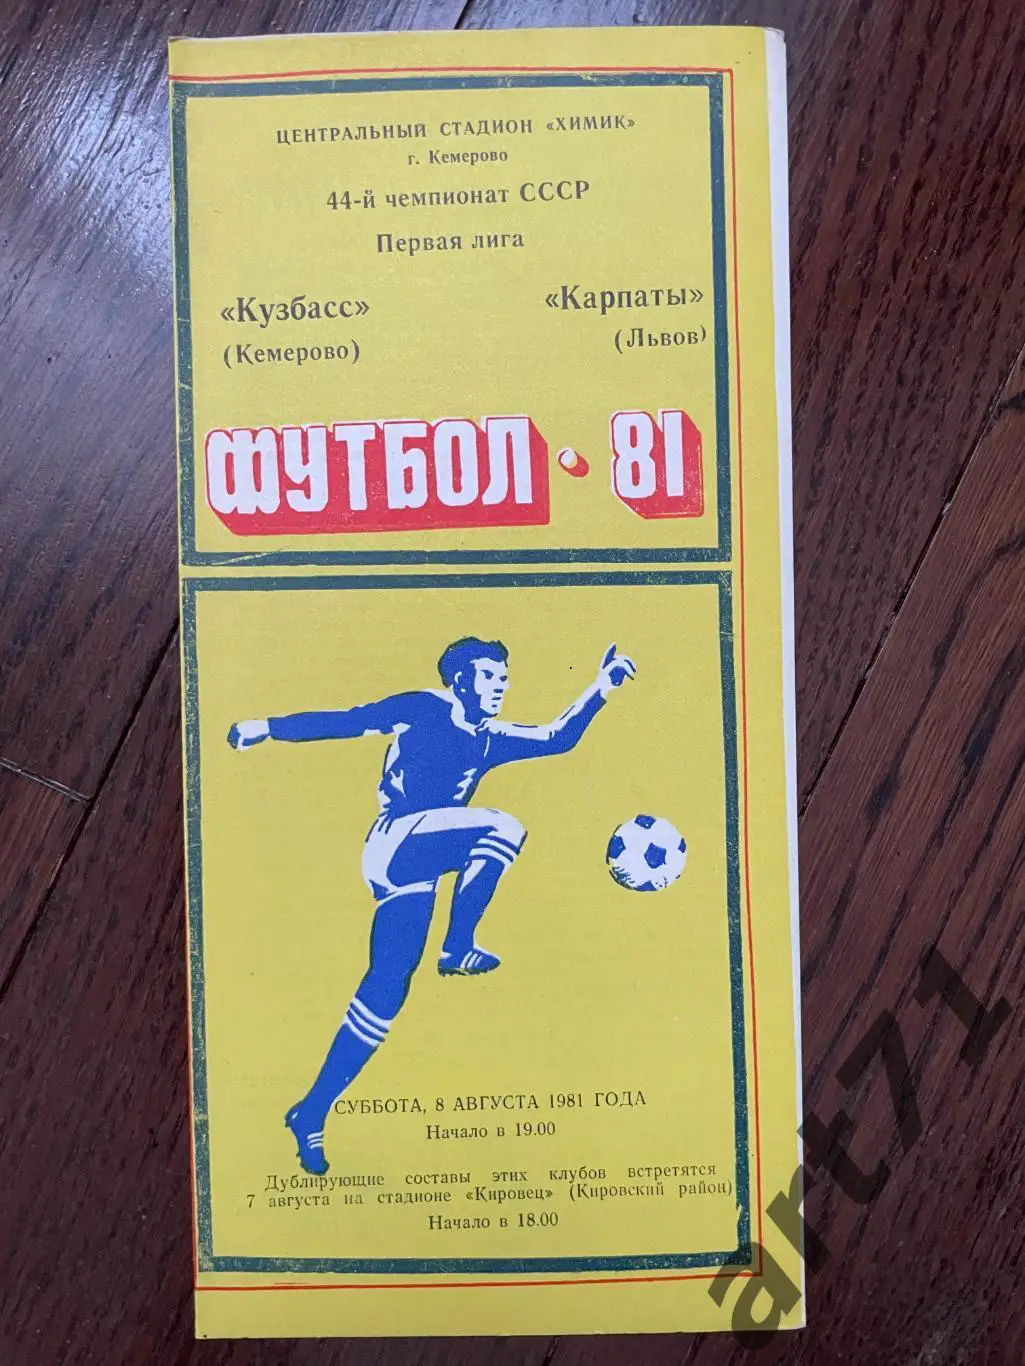 ЦЕНТРАЛЬНЫЙ СТАДИОН «ХИМИК»
г. Кемерово
44-й чемпионат СССР
Первая лига
«Кузбасс» «Карпаты»
(Кемерово) (Львов)
ФУТБОЛ · 81
СУББОТА, 8 АВГУСТА 1981 ГОДА
Начало в 19.00
Дублирующие составы этих клубов встретятся
7 августа на стадионе «Кировец» (Кировский район)
Начало в 18.00
art71